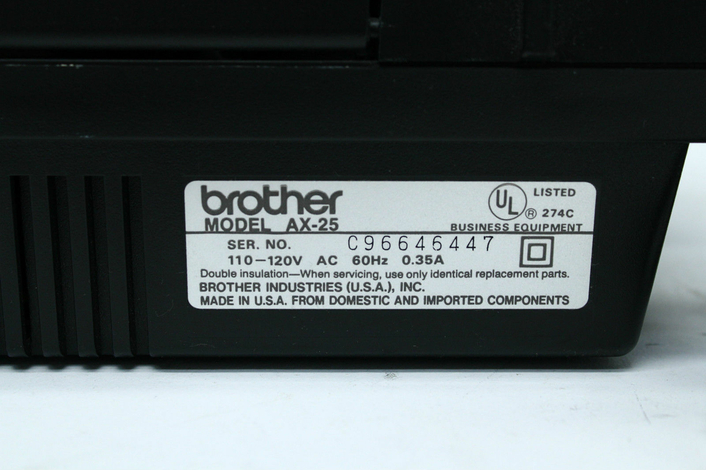 brother
MODEL AX-25
UL ® LISTED
274C
BUSINESS EQUIPMENT
SER. NO. C96646447
110-120V AC 60Hz 0.35A
Double insulation—When servicing, use only identical replacement parts.
BROTHER INDUSTRIES (U.S.A.), INC.
MADE IN U.S.A. FROM DOMESTIC AND IMPORTED COMPONENTS